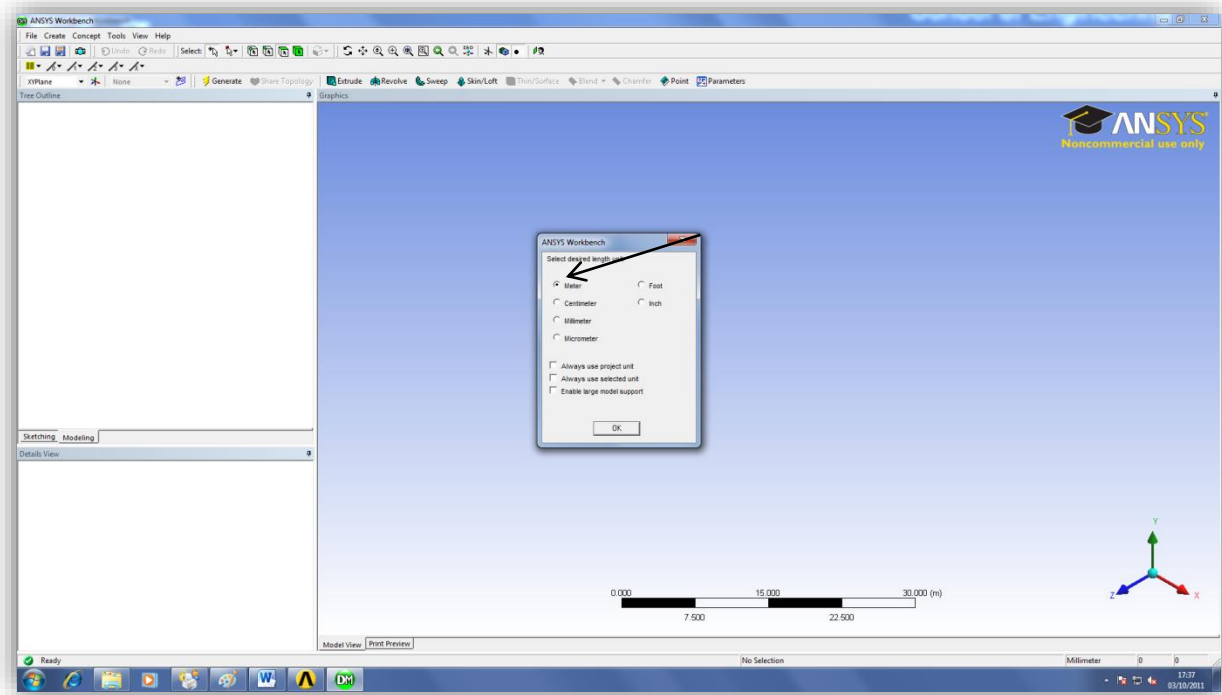 ANSYS Workbench
File Create Concept Tools View Help
Undo Redo Select:
XYPlane None Generate Share Topology Extrude Revolve Sweep Skin/Loft Thin/Surface Blend Chamfer Point Parameters
Tree Outline Graphics
ANSYS
Noncommercial use only
ANSYS Workbench
Select desired length unit
Meter Foot
Centimeter Inch
Millimeter
Micrometer
Always use project unit
Always use selected unit
Enable large model support
OK
Sketching Modeling
Details View
Y
Z X
0.000 15.000 30.000 (m)
7.500 22.500
Model View Print Preview
Ready No Selection Millimeter 0 0
W DM 17:37
03/10/2011